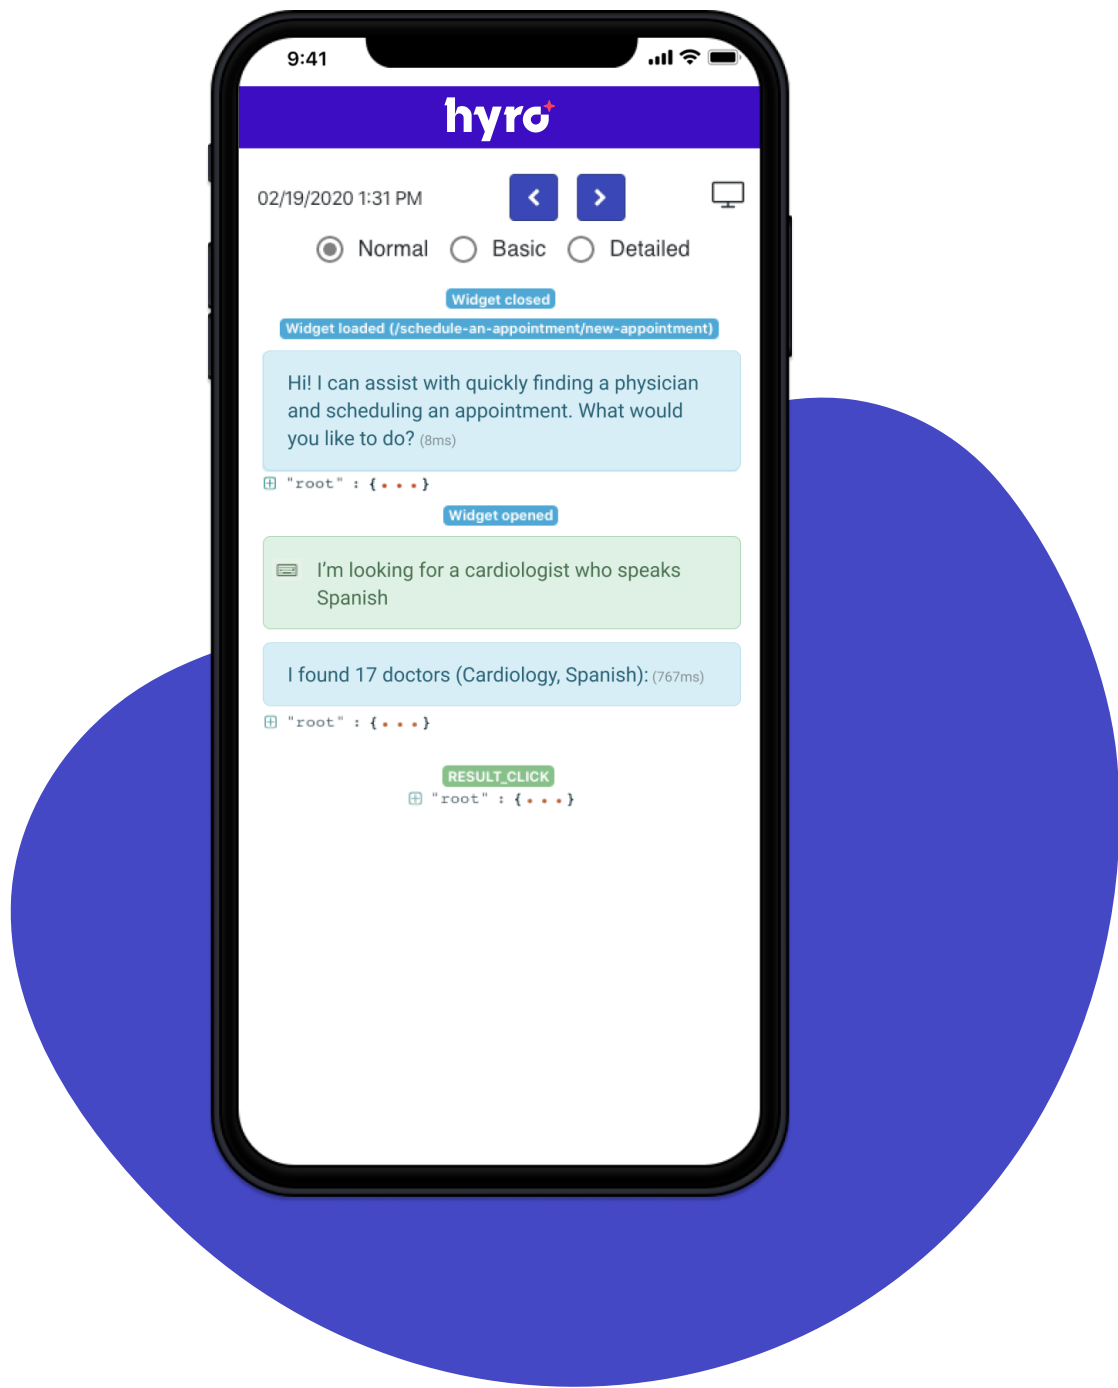 9:41
hyro
02/19/2020 1:31 PM
Normal Basic Detailed
Widget closed
Widget loaded (/schedule-an-appointment/new-appointment)
Hi! I can assist with quickly finding a physician
and scheduling an appointment. What would
you like to do? (8ms)
"root" : {...}
Widget opened
I'm looking for a cardiologist who speaks
Spanish
I found 17 doctors (Cardiology, Spanish): (767ms)
"root" : {...}
RESULT_CLICK
"root" : {...}